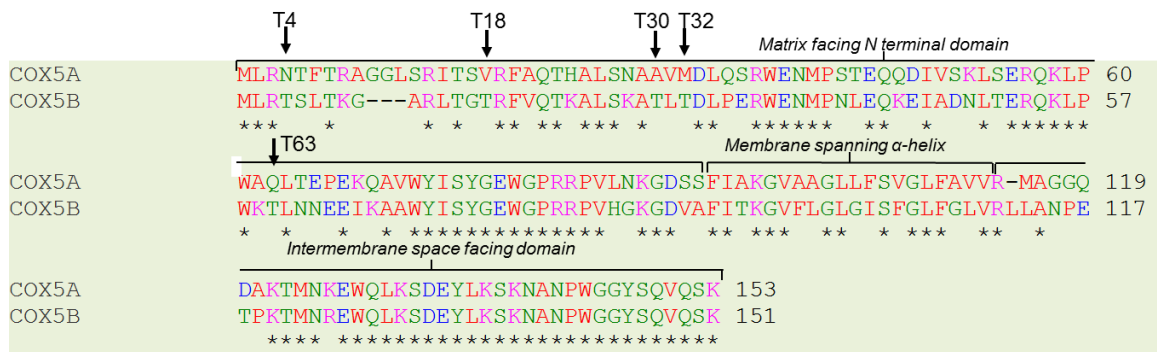 T4 T18 T30 T32
Matrix facing N terminal domain
COX5A MLRNTFTRAGGLSRITSVRFAQTHALSNAAVMDLQSRWENMPSTEQQDIVSKLSERQKLP 60
COX5B MLRTSLTKG---ARLTGTRFVQTKALSKATLTDLPERWENMPNLEQKEIADNLTERQKLP 57
***   *      * *  ** ** *** *   **  ******  **  *   * ******
T63 Membrane spanning α-helix
COX5A WAQLTEPEKQAVWYISYGEWGPRRPVLNKGDSSFIAKGVAAGLLFSVGLFAVVR-MAGGQ 119
COX5B WKTLNNEEIKAAWYISYGEWGPRRPVHGKGDVAFITKGVFLGLGISFGLFGLVRLLANPE 117
*  *   *  * **************  ***  ** ***  **  * ***  **  *
Intermembrane space facing domain
COX5A DAKTMNKEWQLKSDEYLKSKNANPWGGYSQVQSK 153
COX5B TPKTMNREWQLKSDEYLKSKNANPWGGYSQVQSK 151
**** ***************************